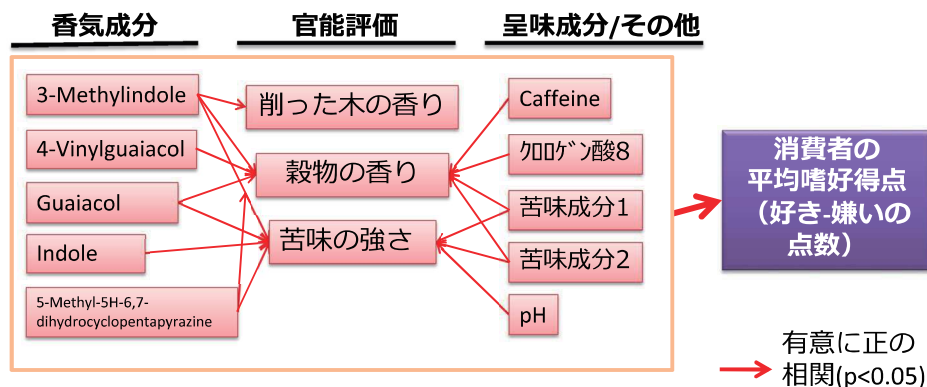 香気成分
官能評価
呈味成分/その他
3-Methylindole
4-Vinylguaiacol
Guaiacol
Indole
5-Methyl-5H-6,7-
dihydrocyclopentapyrazine
削った木の香り
穀物の香り
苦味の強さ
Caffeine
ｸﾛﾛｹﾞﾝ酸8
苦味成分1
苦味成分2
pH
消費者の
平均嗜好得点
（好き-嫌いの
点数）
有意に正の
相関(p<0.05)